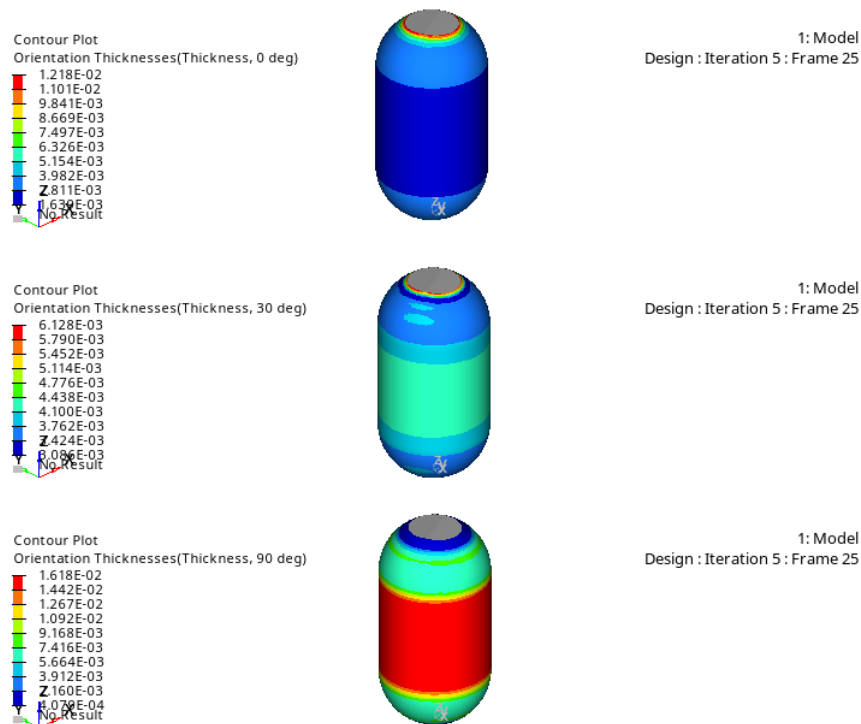 Contour Plot
Orientation Thicknesses(Thickness, 0 deg)
1.218E-02
1.101E-02
9.841E-03
8.669E-03
7.497E-03
6.326E-03
5.154E-03
3.982E-03
.811E-03
Z
Y
X
No Result
1: Model
Design : Iteration 5 : Frame 25
Z
X
Contour Plot
Orientation Thicknesses(Thickness, 30 deg)
6.128E-03
5.790E-03
5.452E-03
5.114E-03
4.776E-03
4.438E-03
4.100E-03
3.762E-03
.424E-03
Z
Y
X
No Result
1: Model
Design : Iteration 5 : Frame 25
Z
X
Contour Plot
Orientation Thicknesses(Thickness, 90 deg)
1.618E-02
1.442E-02
1.267E-02
1.092E-02
9.168E-03
7.416E-03
5.664E-03
3.912E-03
.160E-03
Z
Y
X
No Result
1: Model
Design : Iteration 5 : Frame 25
Z
X